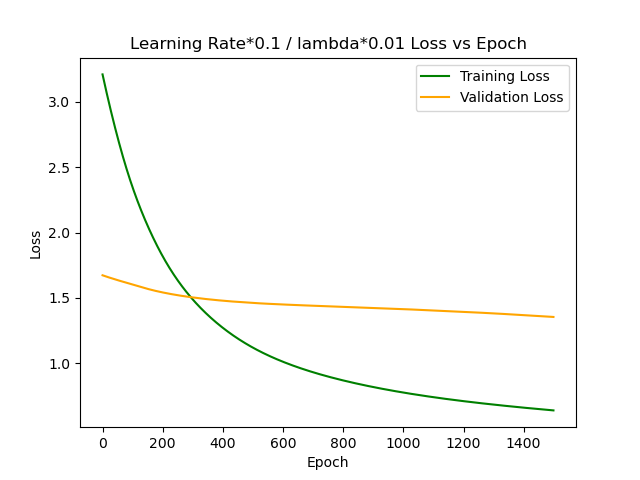 Learning Rate*0.1 / lambda*0.01 Loss vs Epoch
Training Loss
Validation Loss
3.0
2.5
2.0
1.5
1.0
Loss
0 200 400 600 800 1000 1200 1400
Epoch